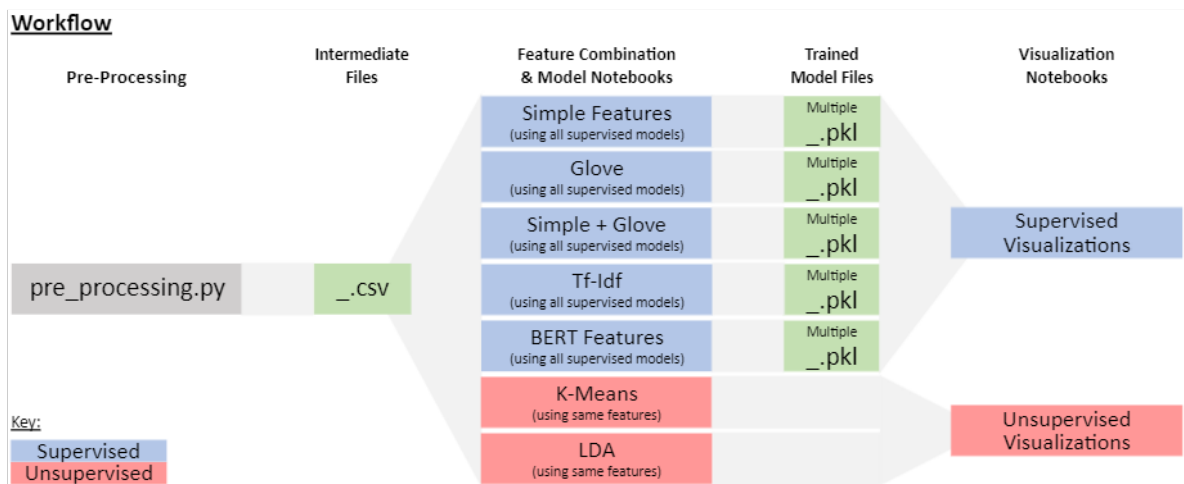 Workflow
Pre-Processing
Intermediate
Files
Feature Combination
& Model Notebooks
Trained
Model Files
Visualization
Notebooks
pre_processing.py
_.csv
Simple Features
(using all supervised models)
Glove
(using all supervised models)
Simple + Glove
(using all supervised models)
Tf-Idf
(using all supervised models)
BERT Features
(using all supervised models)
K-Means
(using same features)
LDA
(using same features)
Multiple
_.pkl
Multiple
_.pkl
Multiple
_.pkl
Multiple
_.pkl
Multiple
_.pkl
Supervised
Visualizations
Unsupervised
Visualizations
Key:
Supervised
Unsupervised